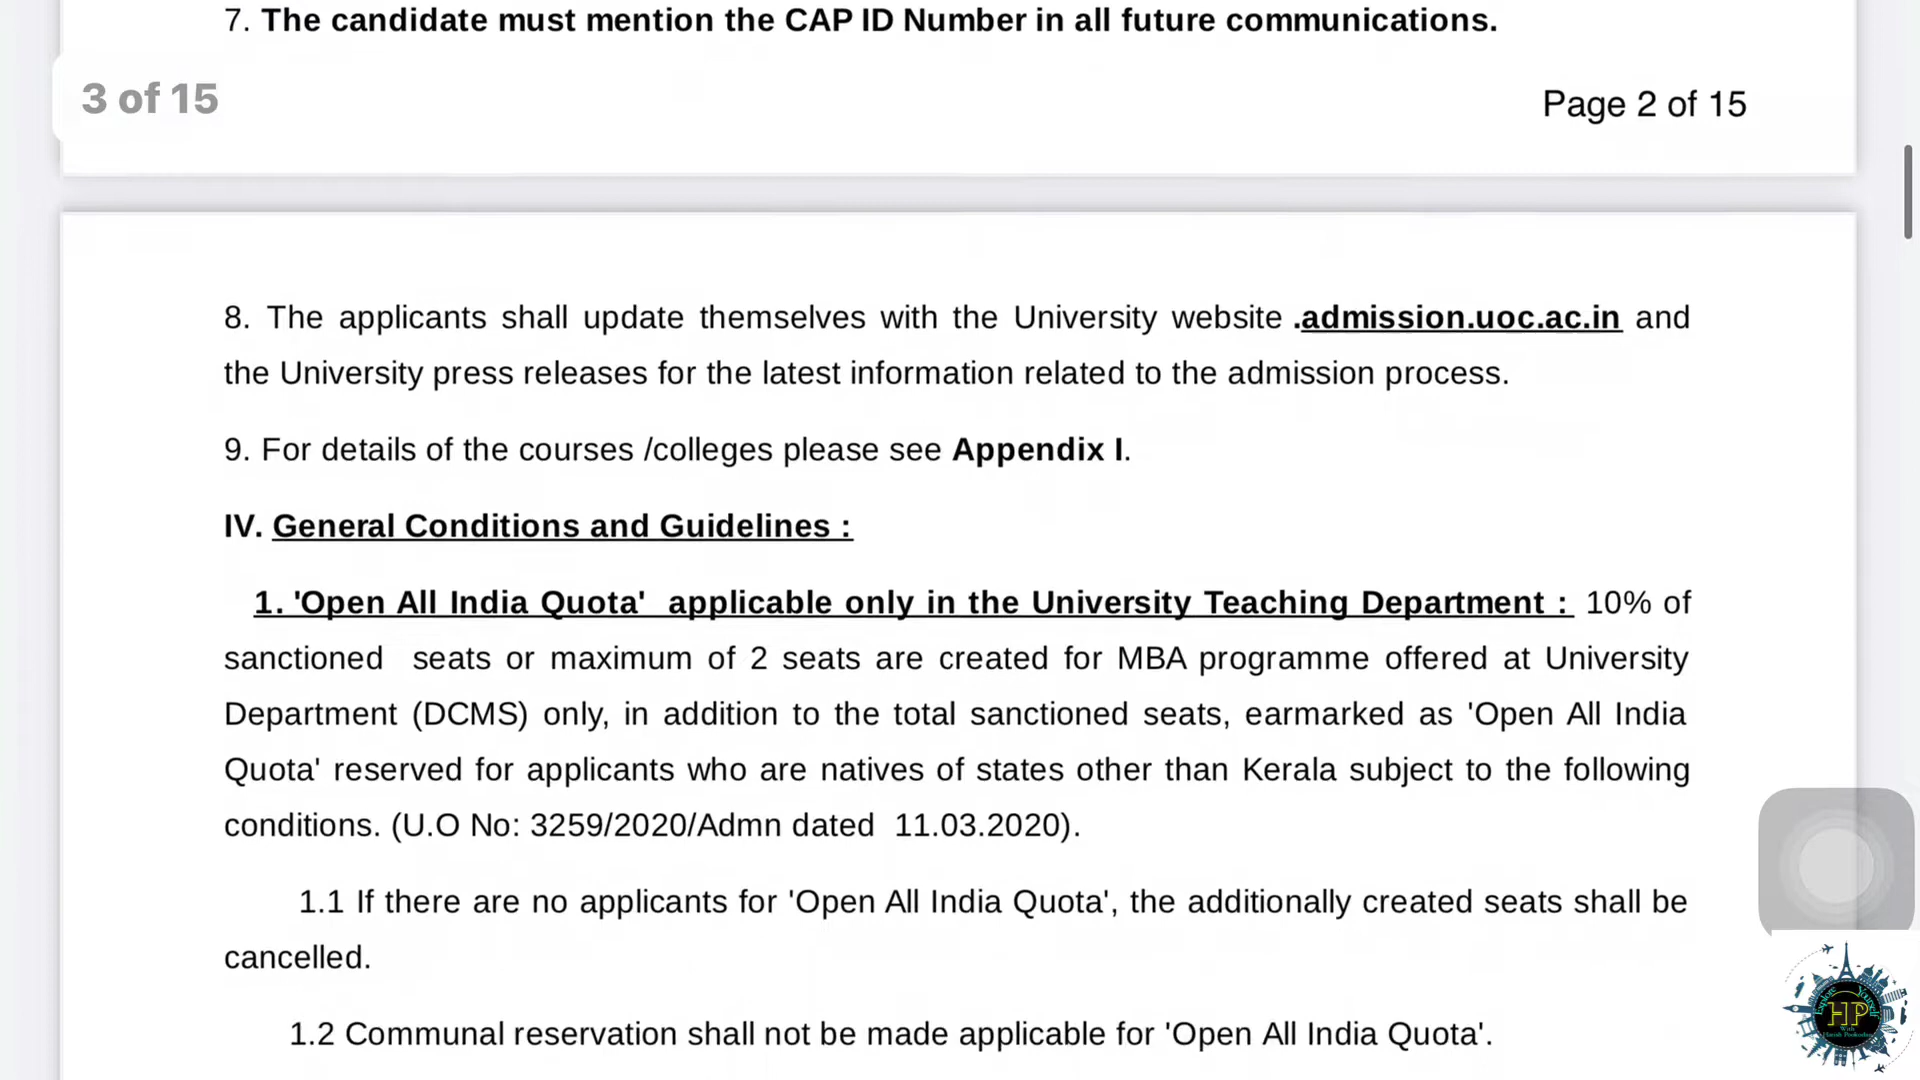 7. The candidate must mention the CAP ID Number in all future communications.
3 of 15
Page 2 of 15
8. The applicants shall update themselves with the University website .admission.uoc.ac.in and
the University press releases for the latest information related to the admission process.
9. For details of the courses /colleges please see Appendix I.
IV. General Conditions and Guidelines :
1. 'Open All India Quota' applicable only in the University Teaching Department : 10% of
sanctioned seats or maximum of 2 seats are created for MBA programme offered at University
Department (DCMS) only, in addition to the total sanctioned seats, earmarked as 'Open All India
Quota' reserved for applicants who are natives of states other than Kerala subject to the following
conditions. (U.O No: 3259/2020/Admn dated 11.03.2020).
1.1 If there are no applicants for 'Open All India Quota', the additionally created seats shall be
cancelled.
1.2 Communal reservation shall not be made applicable for 'Open All India Quota'.
Explore Yourself
HP
With